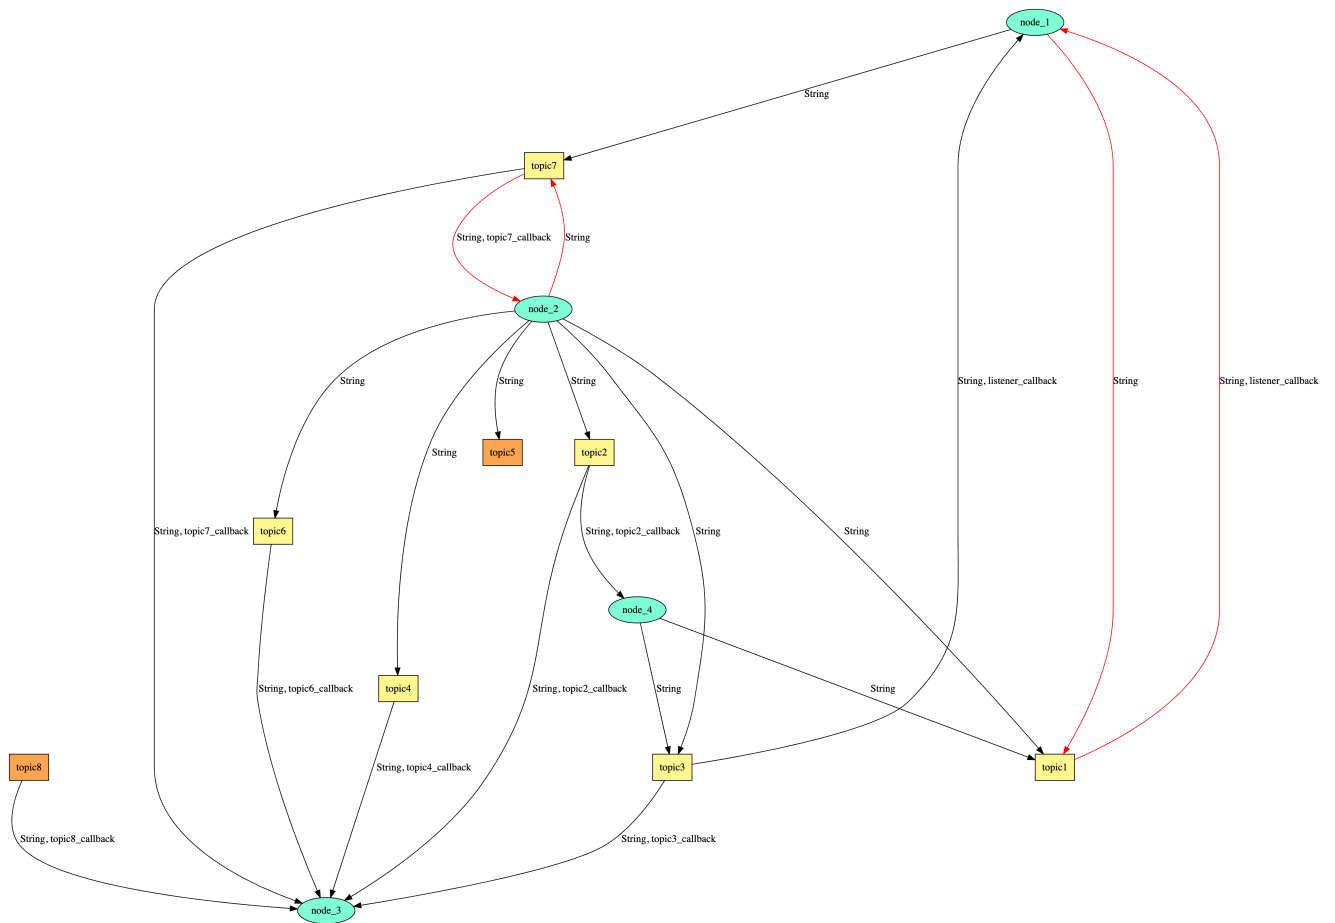 node_1
String
topic7
String, topic7_callback
String
node_2
String
String
String
String, listener_callback
String
String, listener_callback
String
topic5
topic2
topic6
String, topic7_callback
String, topic2_callback
String
String
node_4
topic4
String, topic6_callback
String, topic2_callback
String
String
topic8
String, topic4_callback
topic3
topic1
String, topic8_callback
String, topic3_callback
node_3